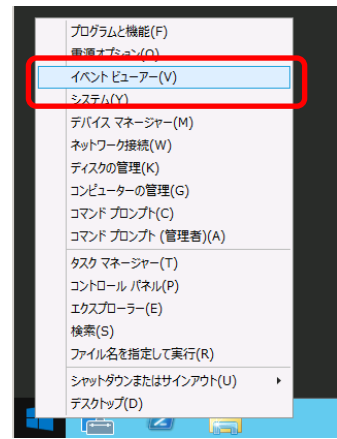 プログラムと機能(F)
電源オプション(O)
イベント ビューアー(V)
システム(Y)
デバイス マネージャー(M)
ネットワーク接続(W)
ディスクの管理(K)
コンピューターの管理(G)
コマンド プロンプト(C)
コマンド プロンプト (管理者)(A)
タスク マネージャー(T)
コントロール パネル(P)
エクスプローラー(E)
検索(S)
ファイル名を指定して実行(R)
シャットダウンまたはサインアウト(U)
デスクトップ(D)